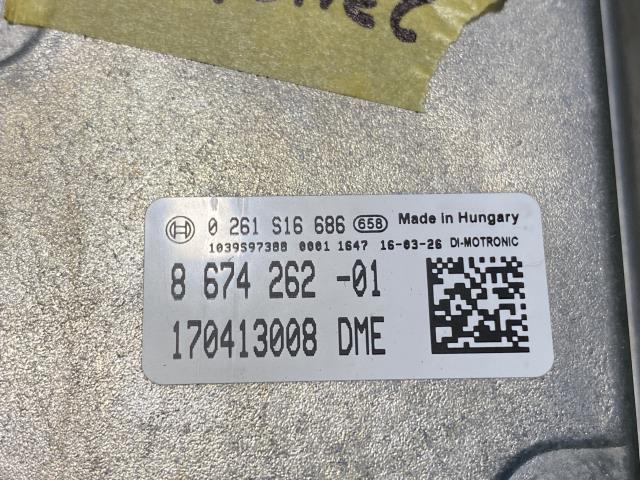 0 261 S16 686 658 Made in Hungary
1039S97388 0001 1647 16-03-26 DI-MOTRONIC
8 674 262 -01
170413008 DME